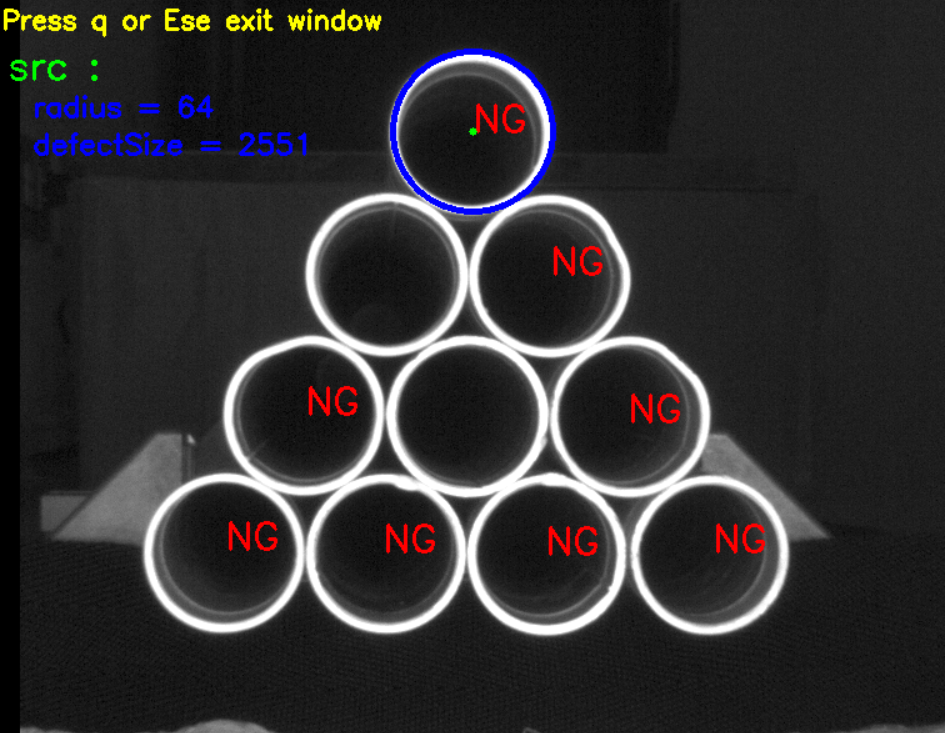 Press q or Ese exit window
src :
radius = 64
defectSize = 2551
NG
NG
NG
NG
NG
NG
NG
NG